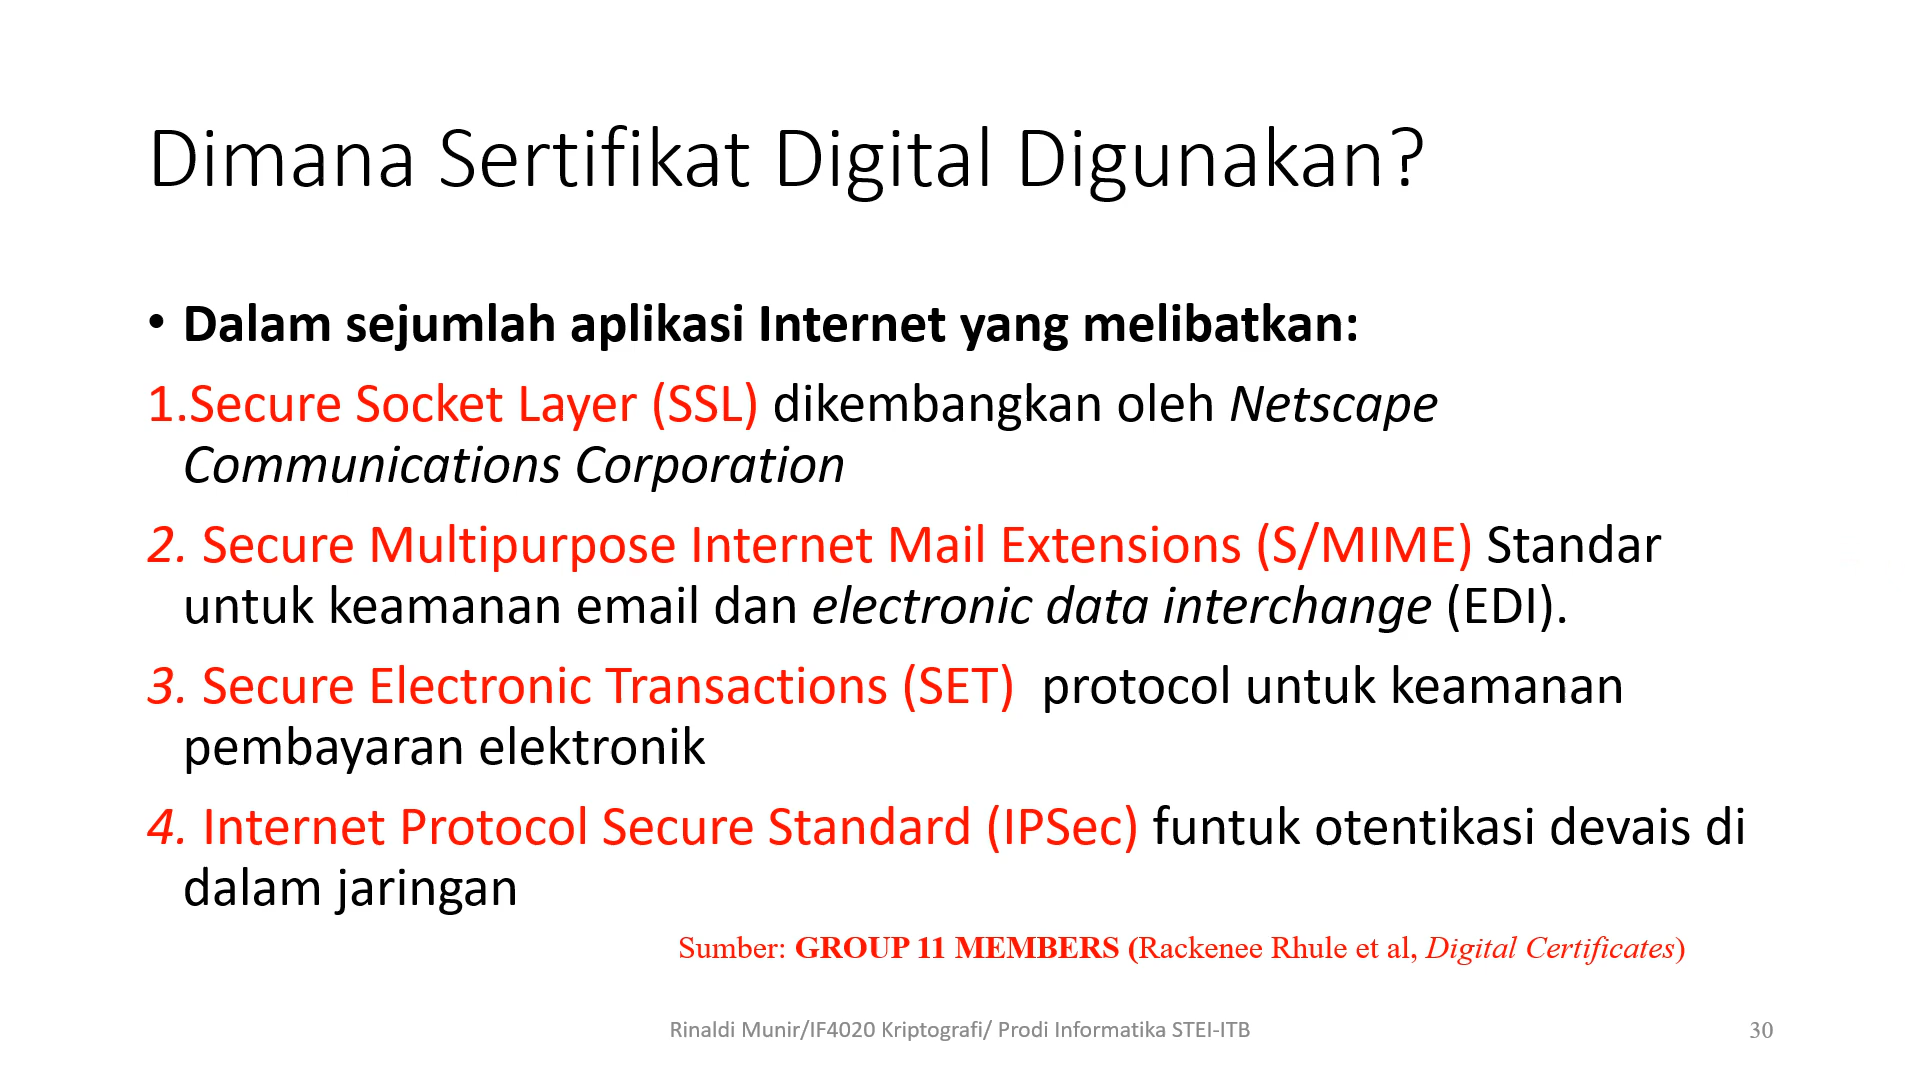 Dimana Sertifikat Digital Digunakan?
• Dalam sejumlah aplikasi Internet yang melibatkan:
1.Secure Socket Layer (SSL) dikembangkan oleh Netscape
Communications Corporation
2. Secure Multipurpose Internet Mail Extensions (S/MIME) Standar
untuk keamanan email dan electronic data interchange (EDI).
3. Secure Electronic Transactions (SET) protocol untuk keamanan
pembayaran elektronik
4. Internet Protocol Secure Standard (IPSec) funtuk otentikasi devais di
dalam jaringan
Sumber: GROUP 11 MEMBERS (Rackenee Rhule et al, Digital Certificates)
Rinaldi Munir/IF4020 Kriptografi/ Prodi Informatika STEI-ITB
30